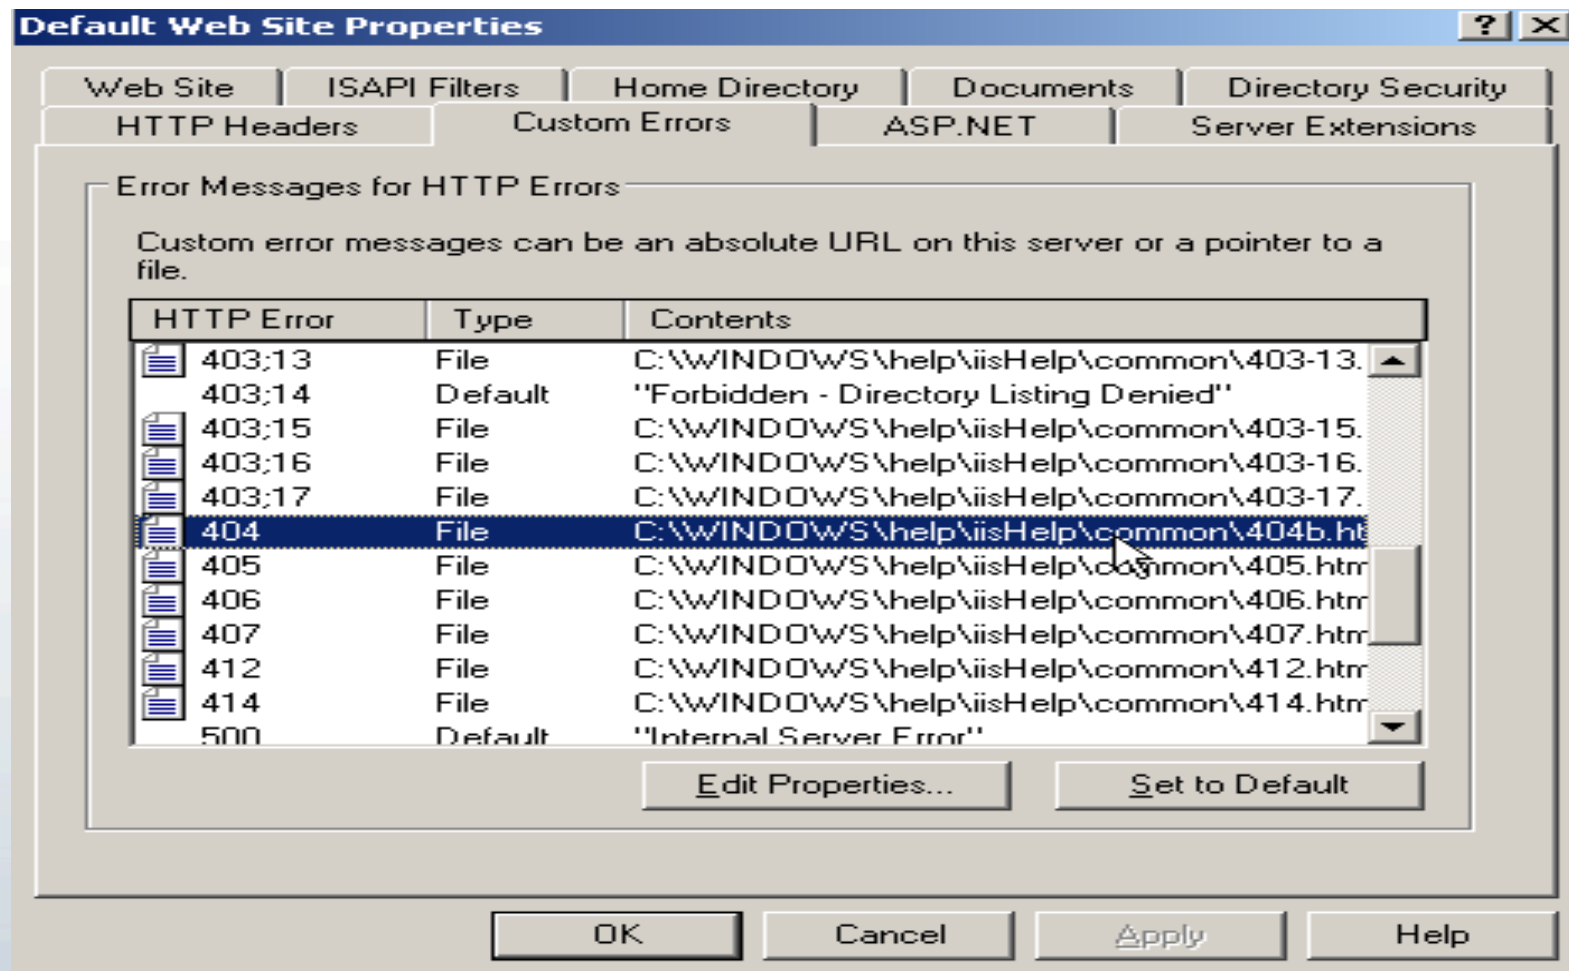 Default Web Site Properties ? X
Web Site ISAPI Filters Home Directory Documents Directory Security
HTTP Headers Custom Errors ASP.NET Server Extensions
Error Messages for HTTP Errors
Custom error messages can be an absolute URL on this server or a pointer to a
file.
HTTP Error Type Contents
403;13 File C:\WINDOWS\help\iisHelp\common\403-13.
403;14 Default "Forbidden - Directory Listing Denied"
403;15 File C:\WINDOWS\help\iisHelp\common\403-15.
403;16 File C:\WINDOWS\help\iisHelp\common\403-16.
403;17 File C:\WINDOWS\help\iisHelp\common\403-17.
404 File C:\WINDOWS\help\iisHelp\common\404b.ht
405 File C:\WINDOWS\help\iisHelp\common\405.htm
406 File C:\WINDOWS\help\iisHelp\common\406.htm
407 File C:\WINDOWS\help\iisHelp\common\407.htm
412 File C:\WINDOWS\help\iisHelp\common\412.htm
414 File C:\WINDOWS\help\iisHelp\common\414.htm
500 Default "Internal Server Error"
Edit Properties... Set to Default
OK Cancel Apply Help